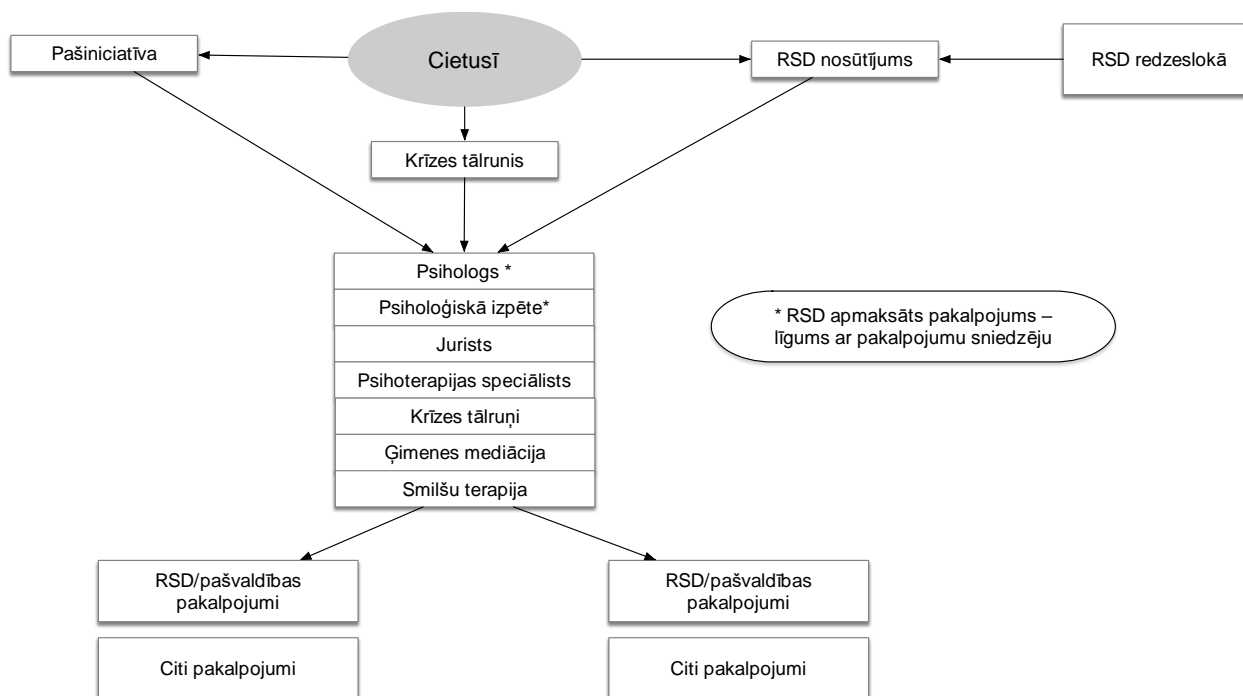 Pašiniciatīva
Cietusī
RSD nosūtījums
RSD redzeslokā
Krīzes tālrunis
Psihologs *
Psiholoģiskā izpēte*
Jurists
Psihoterapijas speciālists
Krīzes tālruņi
Ģimenes mediācija
Smilšu terapija
* RSD apmaksāts pakalpojums –
līgums ar pakalpojumu sniedzēju
RSD/pašvaldības
pakalpojumi
RSD/pašvaldības
pakalpojumi
Citi pakalpojumi
Citi pakalpojumi